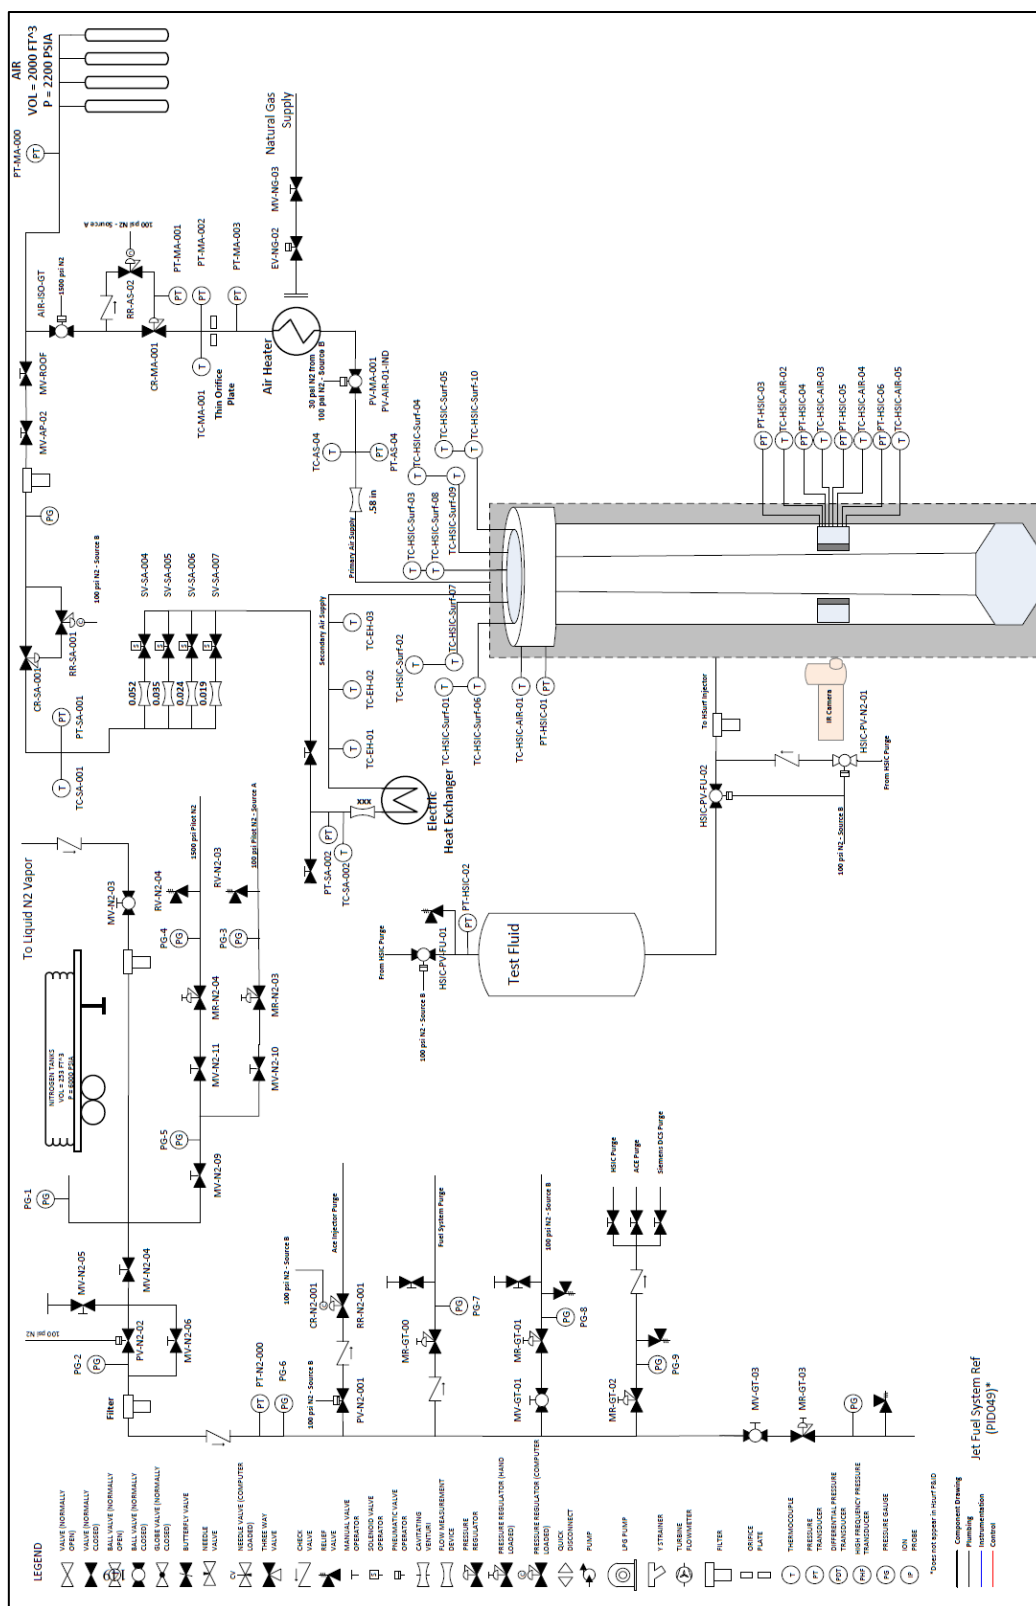 AIR
VOL = 2000 FT^3
P = 2200 PSIA
PT-MA-000
PT
AIR-ISO-GT
1500 psi N2
100 psi N2 - Source A
RR-AS-02
PT-MA-001
PT-MA-002
PT-MA-003
PT
PT
PT
CR-MA-001
TC-MA-001
T
Thin Orifice
Plate
Natural Gas
Supply
MV-NG-03
EV-NG-02
Air Heater
30 psi N2 from
100 psi N2 - Source B
PV-MA-001
PV-AIR-01-IND
TC-AS-04
T
PT
PT-AS-04
.58 in
Primary Air Supply
MV-ROOF
MV-AP-02
PG
CR-SA-001
RR-SA-001
100 psi N2 - Source B
PT-SA-001
PT
TC-SA-001
T
SV-SA-004
SV-SA-005
SV-SA-006
SV-SA-007
0.052
0.035
0.024
0.019
Secondary Air Supply
TC-EH-01
TC-EH-02
TC-EH-03
T
T
T
xxx
Electric
Heat Exchanger
PT-SA-002
PT
TC-SA-002
T
TC-HSIC-Surf-01
TC-HSIC-Surf-02
TC-HSIC-Surf-03
TC-HSIC-Surf-04
TC-HSIC-Surf-05
TC-HSIC-Surf-06
TC-HSIC-Surf-07
TC-HSIC-Surf-08
TC-HSIC-Surf-09
TC-HSIC-Surf-10
TC-HSIC-AIR-01
PT-HSIC-01
PT-HSIC-03
TC-HSIC-AIR-02
PT-HSIC-04
TC-HSIC-AIR-03
PT-HSIC-05
TC-HSIC-AIR-04
PT-HSIC-06
TC-HSIC-AIR-05
IR Camera
To HSurf Injector
HSIC-PV-FU-02
HSIC-PV-N2-01
From HSIC Purge
100 psi N2 - Source B
Test Fluid
PT-HSIC-02
PT
HSIC-PV-FU-01
From HSIC Purge
100 psi N2 - Source B
To Liquid N2 Vapor
MV-N2-03
NITROGEN TANKS
VOL = 253 FT^3
P = 6000 PSIA
RV-N2-04
1500 psi Pilot N2
RV-N2-03
100 psi Pilot N2 - Source A
PG-4
PG
PG-3
PG
MR-N2-04
MR-N2-03
MV-N2-11
MV-N2-10
PG-5
PG
MV-N2-09
PG-1
PG
MV-N2-05
MV-N2-04
100 psi N2
PV-N2-02
MV-N2-06
PG-2
PG
Filter
PT-N2-000
PT
PG-6
PG
100 psi N2 - Source B
CR-N2-001
RR-N2-001
Ace Injector Purge
100 psi N2 - Source B
PV-N2-001
Fuel System Purge
MR-GT-00
PG
PG-7
100 psi N2 - Source B
MR-GT-01
PG
PG-8
MV-GT-01
HSIC Purge
ACE Purge
Siemens DCS Purge
MR-GT-02
PG
PG-9
MV-GT-03
MR-GT-03
PG
Jet Fuel System Ref
(PID049)*
LEGEND
VALVE (NORMALLY
OPEN)
VALVE (NORMALLY
CLOSED)
BALL VALVE (NORMALLY
OPEN)
BALL VALVE (NORMALLY
CLOSED)
GLOBE VALVE (NORMALLY
CLOSED)
BUTTERFLY VALVE
NEEDLE
VALVE
NEEDLE VALVE (COMPUTER
LOADED)
THREE WAY
VALVE
CHECK
VALVE
RELIEF
VALVE
MANUAL VALVE
OPERATOR
SOLENOID VALVE
OPERATOR
PNEUMATIC VALVE
OPERATOR
CAVITATING
VENTURI
FLOW MEASUREMENT
DEVICE
PRESSURE
REGULATOR
PRESSURE REGULATOR (HAND
LOADED)
PRESSURE REGULATOR (COMPUTER
LOADED)
QUICK
DISCONNECT
PUMP
LPG PUMP
Y STRAINER
TURBINE
FLOWMETER
FILTER
ORIFICE
PLATE
THERMOCOUPLE
PRESSURE
TRANSDUCER
DIFFERENTIAL PRESSURE
TRANSDUCER
HIGH FREQUENCY PRESSURE
TRANSDUCER
PRESSURE GAUGE
ION
PROBE
*Does not appear in Hsurf P&ID
Component Drawing
Plumbing
Instrumentation
Control